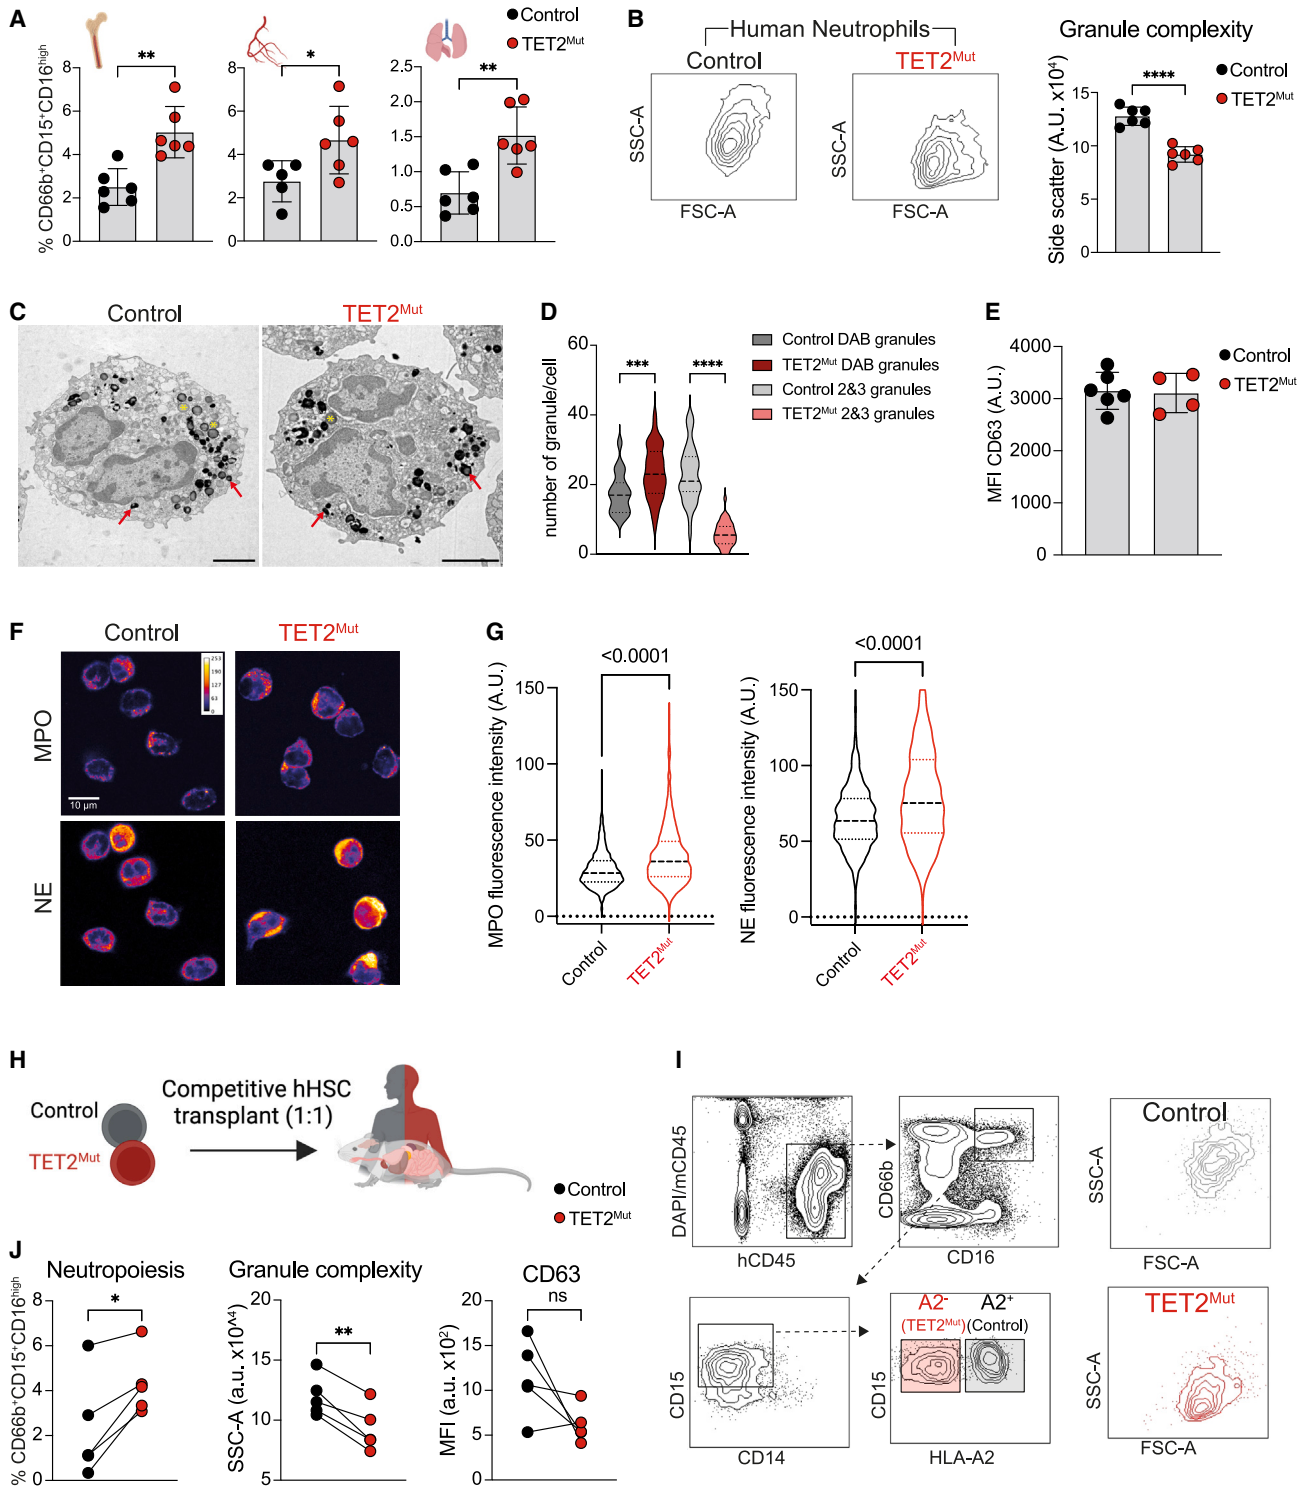 A
Control
TET2Mut
% CD66b+CD15+CD16high
8
6
4
2
0
**
8
6
4
2
0
*
2.5
2.0
1.5
1.0
0.5
0.0
**
B
Human Neutrophils
Control
TET2Mut
SSC-A
FSC-A
SSC-A
FSC-A
Granule complexity
Control
TET2Mut
Side scatter (A.U. x10⁴)
15
10
5
0
****
C
Control
TET2Mut
*
*
*
D
number of granule/cell
60
40
20
0
***
****
Control DAB granules
TET2Mut DAB granules
Control 2&3 granules
TET2Mut 2&3 granules
E
MFI CD63 (A.U.)
4000
3000
2000
1000
0
Control
TET2Mut
F
Control
TET2Mut
MPO
253
190
127
63
0
10 µm
NE
G
<0.0001
MPO fluorescence intensity (A.U.)
150
100
50
0
Control
TET2Mut
<0.0001
NE fluorescence intensity (A.U.)
150
100
50
0
Control
TET2Mut
H
Control
TET2Mut
Competitive hHSC
transplant (1:1)
Control
TET2Mut
I
DAPI/mCD45
hCD45
CD66b
CD16
Control
SSC-A
FSC-A
CD15
CD14
A2- A2+
(TET2Mut) (Control)
CD15
HLA-A2
TET2Mut
SSC-A
FSC-A
J
Neutropoiesis
% CD66b+CD15+CD16high
8
6
4
2
0
*
Granule complexity
SSC-A (a.u. x10^4)
20
15
10
5
**
CD63
ns
MFI (a.u. x10²)
20
15
10
5
0